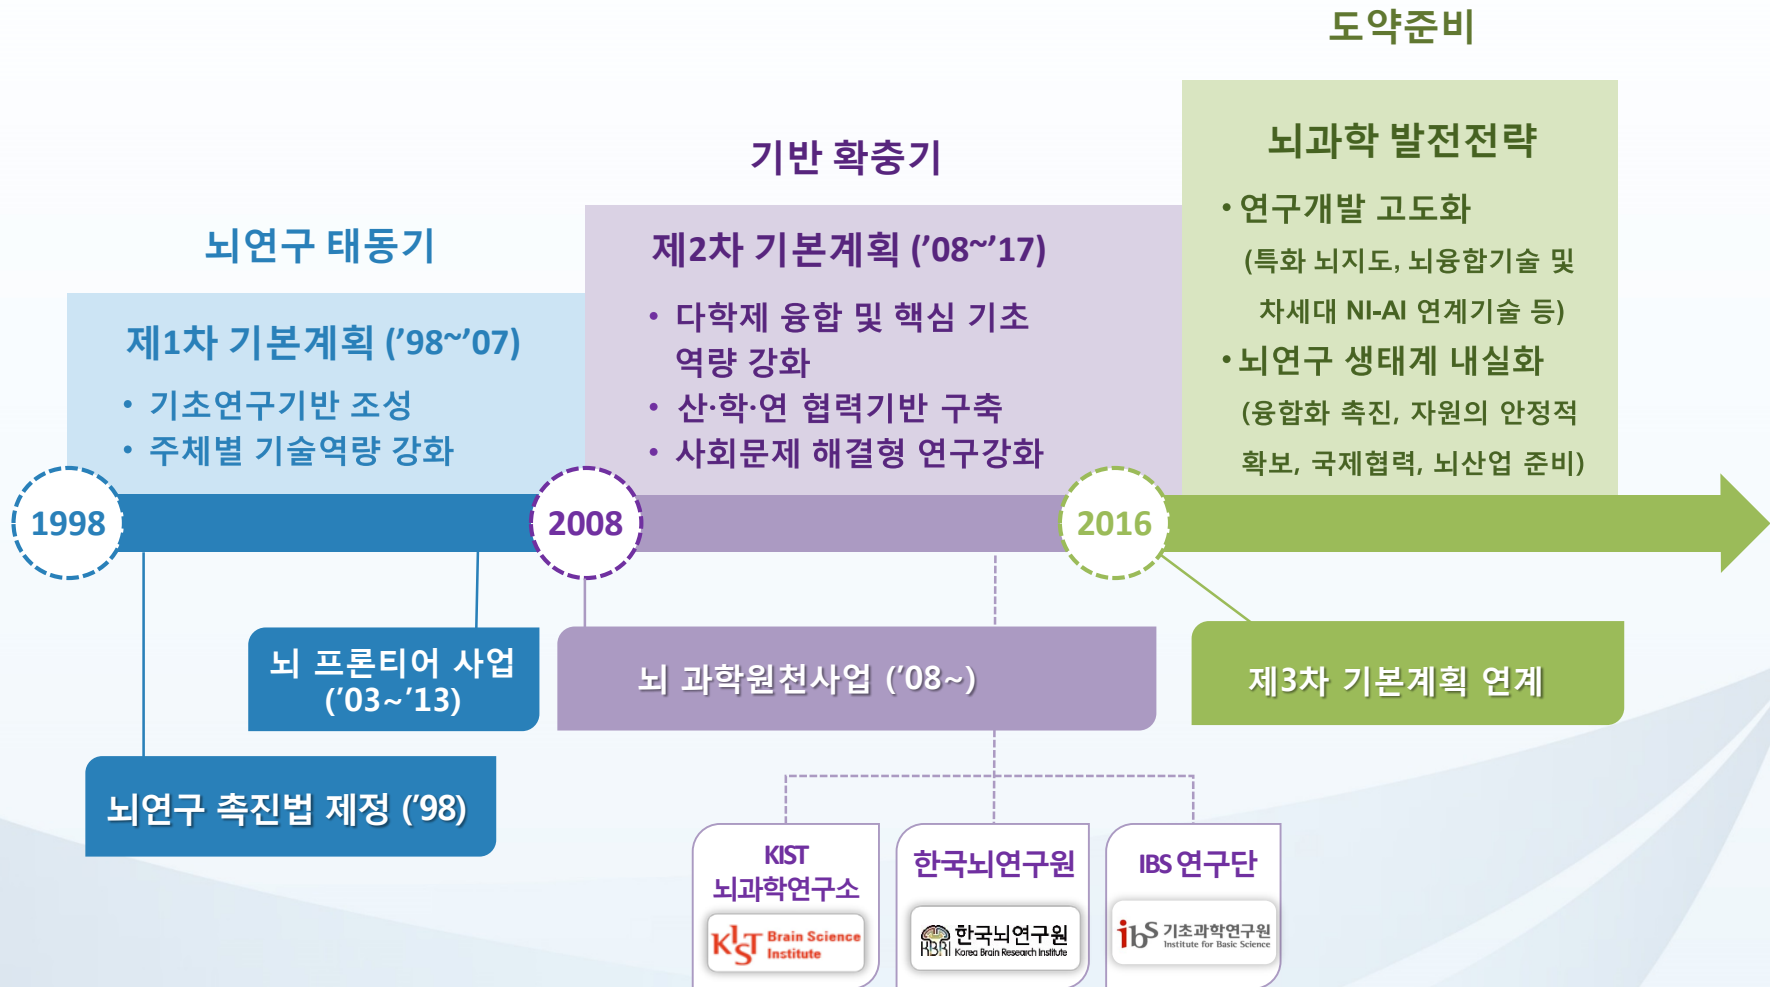 도약준비
뇌과학 발전전략
• 연구개발 고도화
(특화 뇌지도, 뇌융합기술 및
차세대 NI-AI 연계기술 등)
• 뇌연구 생태계 내실화
(융합화 촉진, 자원의 안정적
확보, 국제협력, 뇌산업 준비)
기반 확충기
제2차 기본계획 (’08~’17)
• 다학제 융합 및 핵심 기초
역량 강화
• 산·학·연 협력기반 구축
• 사회문제 해결형 연구강화
뇌연구 태동기
제1차 기본계획 (’98~’07)
• 기초연구기반 조성
• 주체별 기술역량 강화
1998
2008
2016
뇌 프론티어 사업
(’03~’13)
뇌 과학원천사업 (’08~)
제3차 기본계획 연계
뇌연구 촉진법 제정 (’98)
KIST
뇌과학연구소
KIST Brain Science
Institute
한국뇌연구원
KBRI 한국뇌연구원
Korea Brain Research Institute
IBS 연구단
ibs 기초과학연구원
Institute for Basic Science